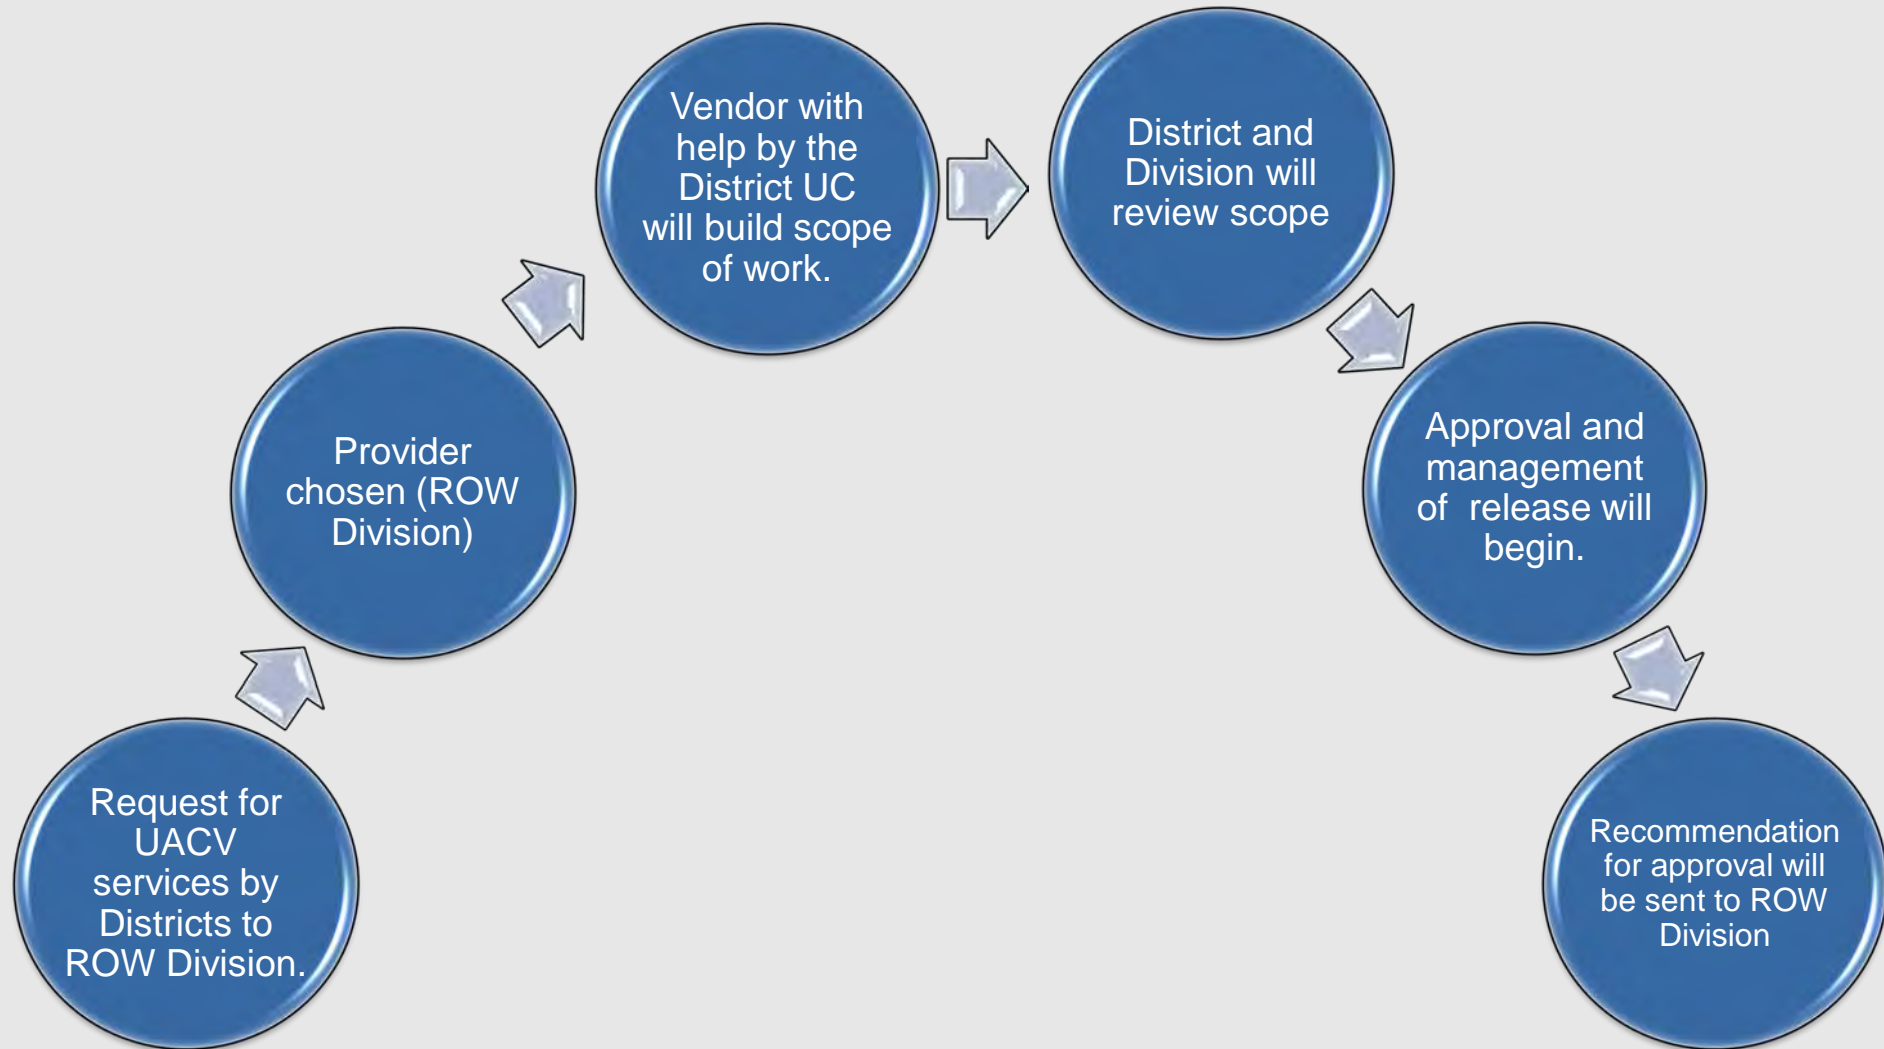 Request for
UACV
services by
Districts to
ROW Division.
Provider
chosen (ROW
Division)
Vendor with
help by the
District UC
will build scope
of work.
District and
Division will
review scope
Approval and
management
of  release will
begin.
Recommendation
for approval will
be sent to ROW
Division